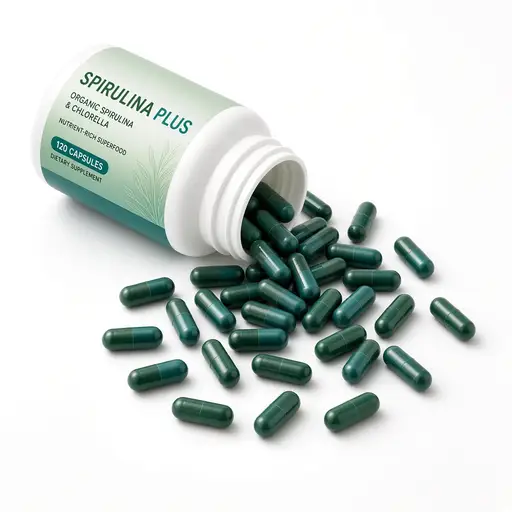 SPIRULINA PLUS
ORGANIC SPIRULINA
& CHLORELLA
NUTRIENT-RICH SUPERFOOD
120 CAPSULES
DIETARY SUPPLEMENT